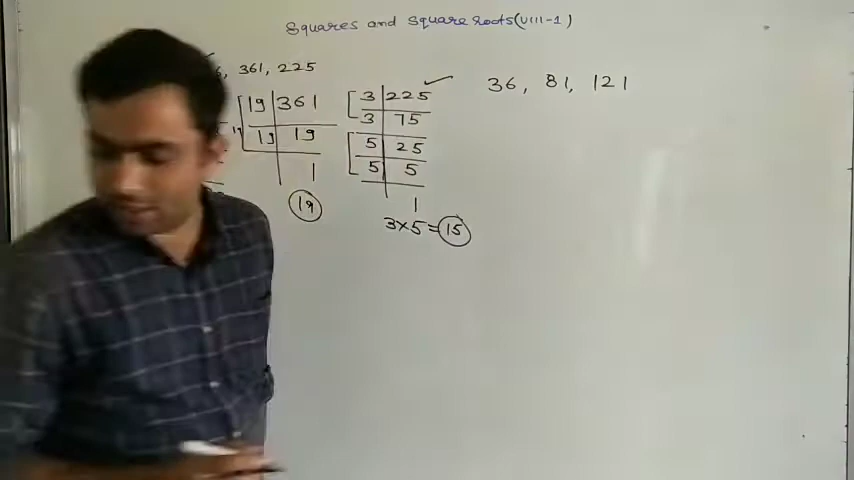 Squares and square roots (VIII-1)
6, 361, 225
36, 81, 121
19 | 361
19 | 19
1
19
3 | 225
3 | 75
5 | 25
5 | 5
1
3×5=15